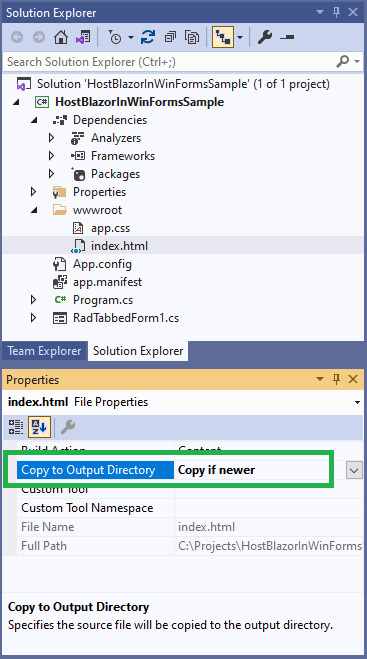 Solution Explorer
Search Solution Explorer (Ctrl+;)
Solution 'HostBlazorInWinFormsSample' (1 of 1 project)
C# HostBlazorInWinFormsSample
Dependencies
Analyzers
Frameworks
Packages
Properties
wwwroot
app.css
index.html
App.config
app.manifest
C# Program.cs
RadTabbedForm1.cs
Team Explorer Solution Explorer
Properties
index.html File Properties
Build Action Content
Copy to Output Directory Copy if newer
Custom Tool
Custom Tool Namespace
File Name index.html
Full Path C:\Projects\HostBlazorInWinForms
Copy to Output Directory
Specifies the source file will be copied to the output directory.